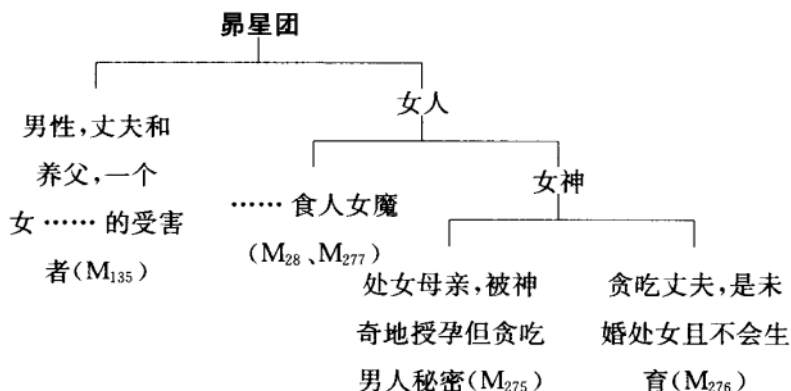 昴星团
女人
男性,丈夫和
养父,一个
女……的受害
者(M135)
……食人女魔
(M28、M277)
女神
处女母亲,被神
奇地授孕但贪吃
男人秘密(M275)
贪吃丈夫,是未
婚处女且不会生
育(M276)